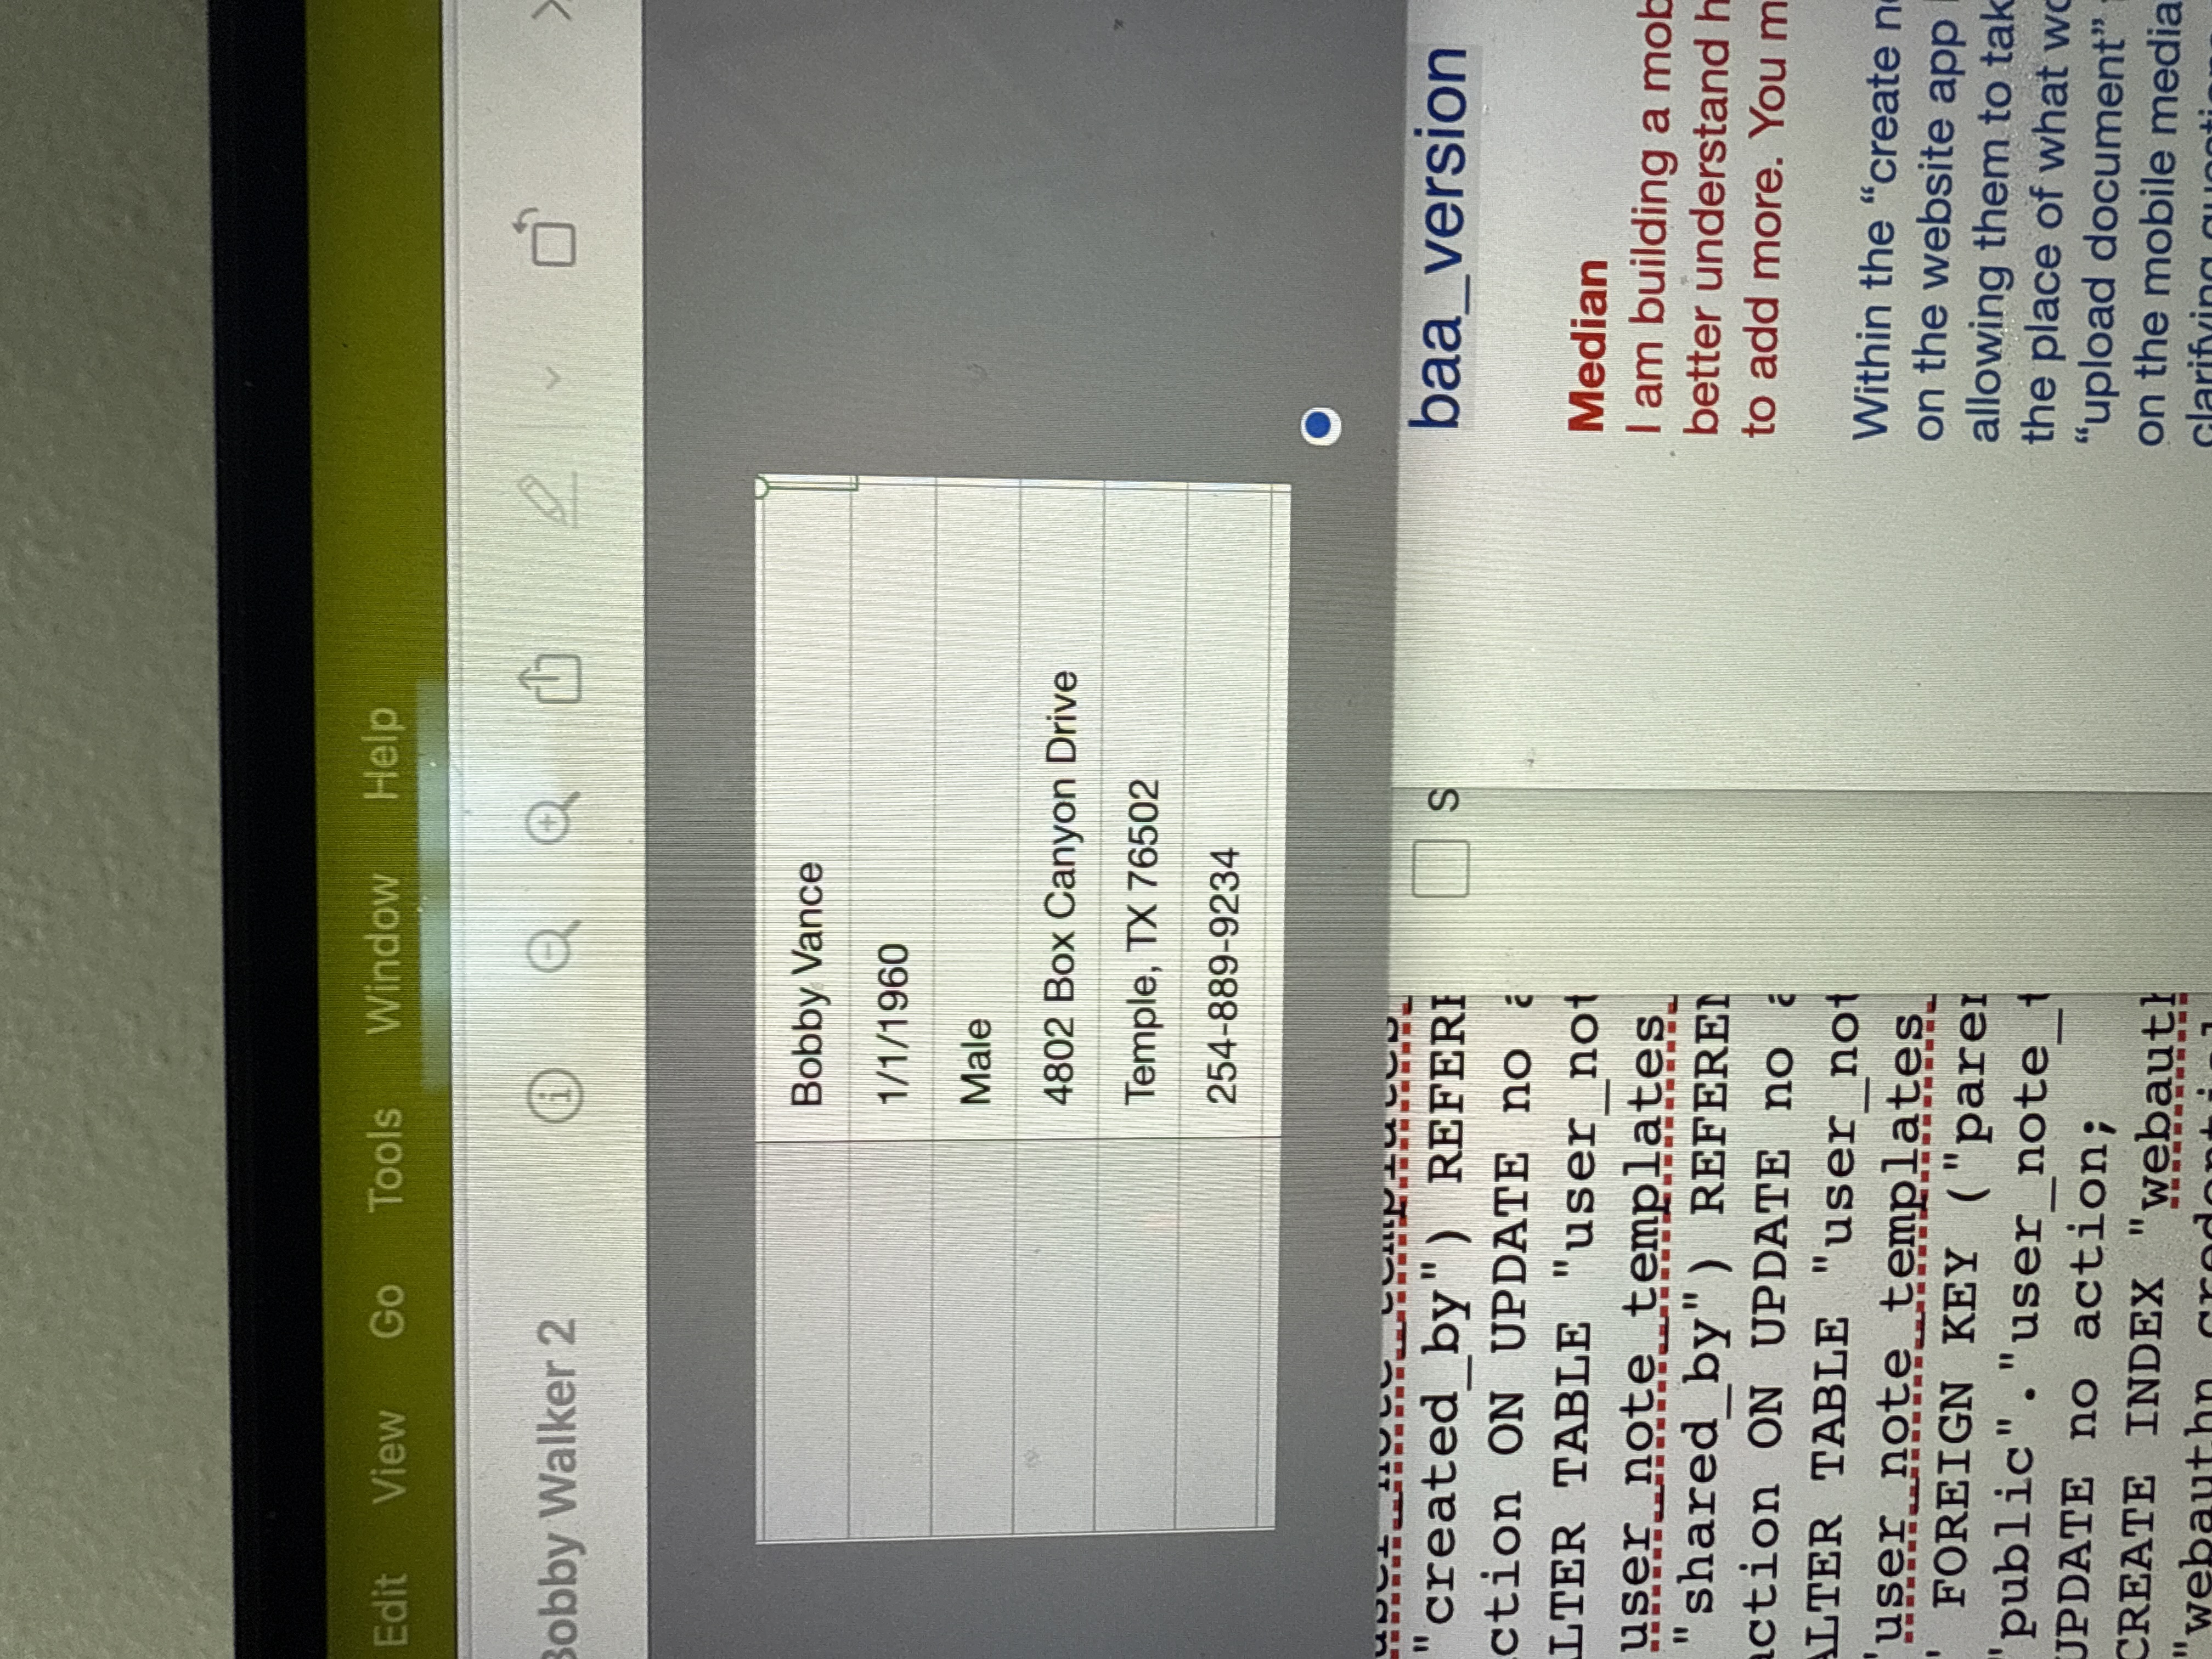 Edit View Go Tools Window Help
Bobby Walker 2
Bobby Vance
1/1/1960
Male
4802 Box Canyon Drive
Temple, TX 76502
254-889-9234
user_note_templates_
"created_by") REFERE
ction ON UPDATE no a
ALTER TABLE "user_not
user_note_templates_
"shared_by") REFEREN
action ON UPDATE no a
ALTER TABLE "user_not
"user_note_templates_
" FOREIGN KEY ("paren
"public"."user_note_t
UPDATE no action;
CREATE INDEX "webauth
"webauthn
S
baa_version
Median
I am building a mob
better understand h
to add more. You m
Within the “create n
on the website app
allowing them to tak
the place of what wo
“upload document”
on the mobile media
clarifying